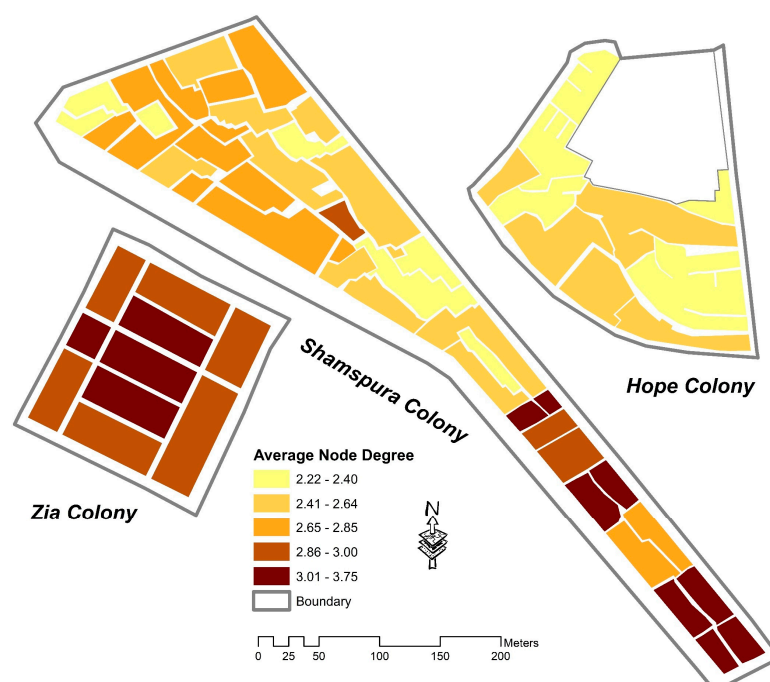 Hope Colony
Shamspura Colony
Zia Colony
Average Node Degree
2.22 - 2.40
2.41 - 2.64
2.65 - 2.85
2.86 - 3.00
3.01 - 3.75
Boundary
N
Meters
0 25 50 100 150 200